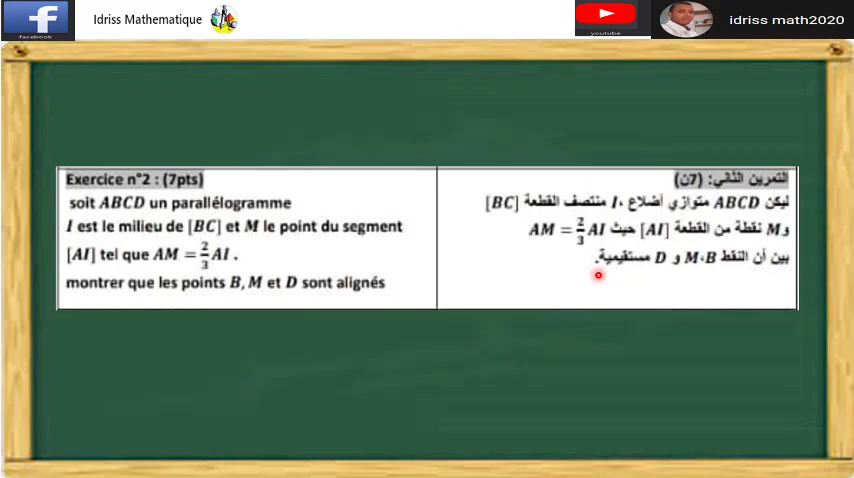 facebook
Idriss Mathematique
youtube
idriss math2020
Exercice n°2 : (7pts)
soit ABCD un parallélogramme
I est le milieu de [BC] et M le point du segment
[AI] tel que AM = 2/3 AI .
montrer que les points B, M et D sont alignés
التمرين الثاني: (7ن)
ليكن ABCD متوازي أضلاع، I منتصف القطعة [BC]
و M نقطة من القطعة [AI] حيث AM = 2/3 AI
بين أن النقط B،M و D مستقيمية.